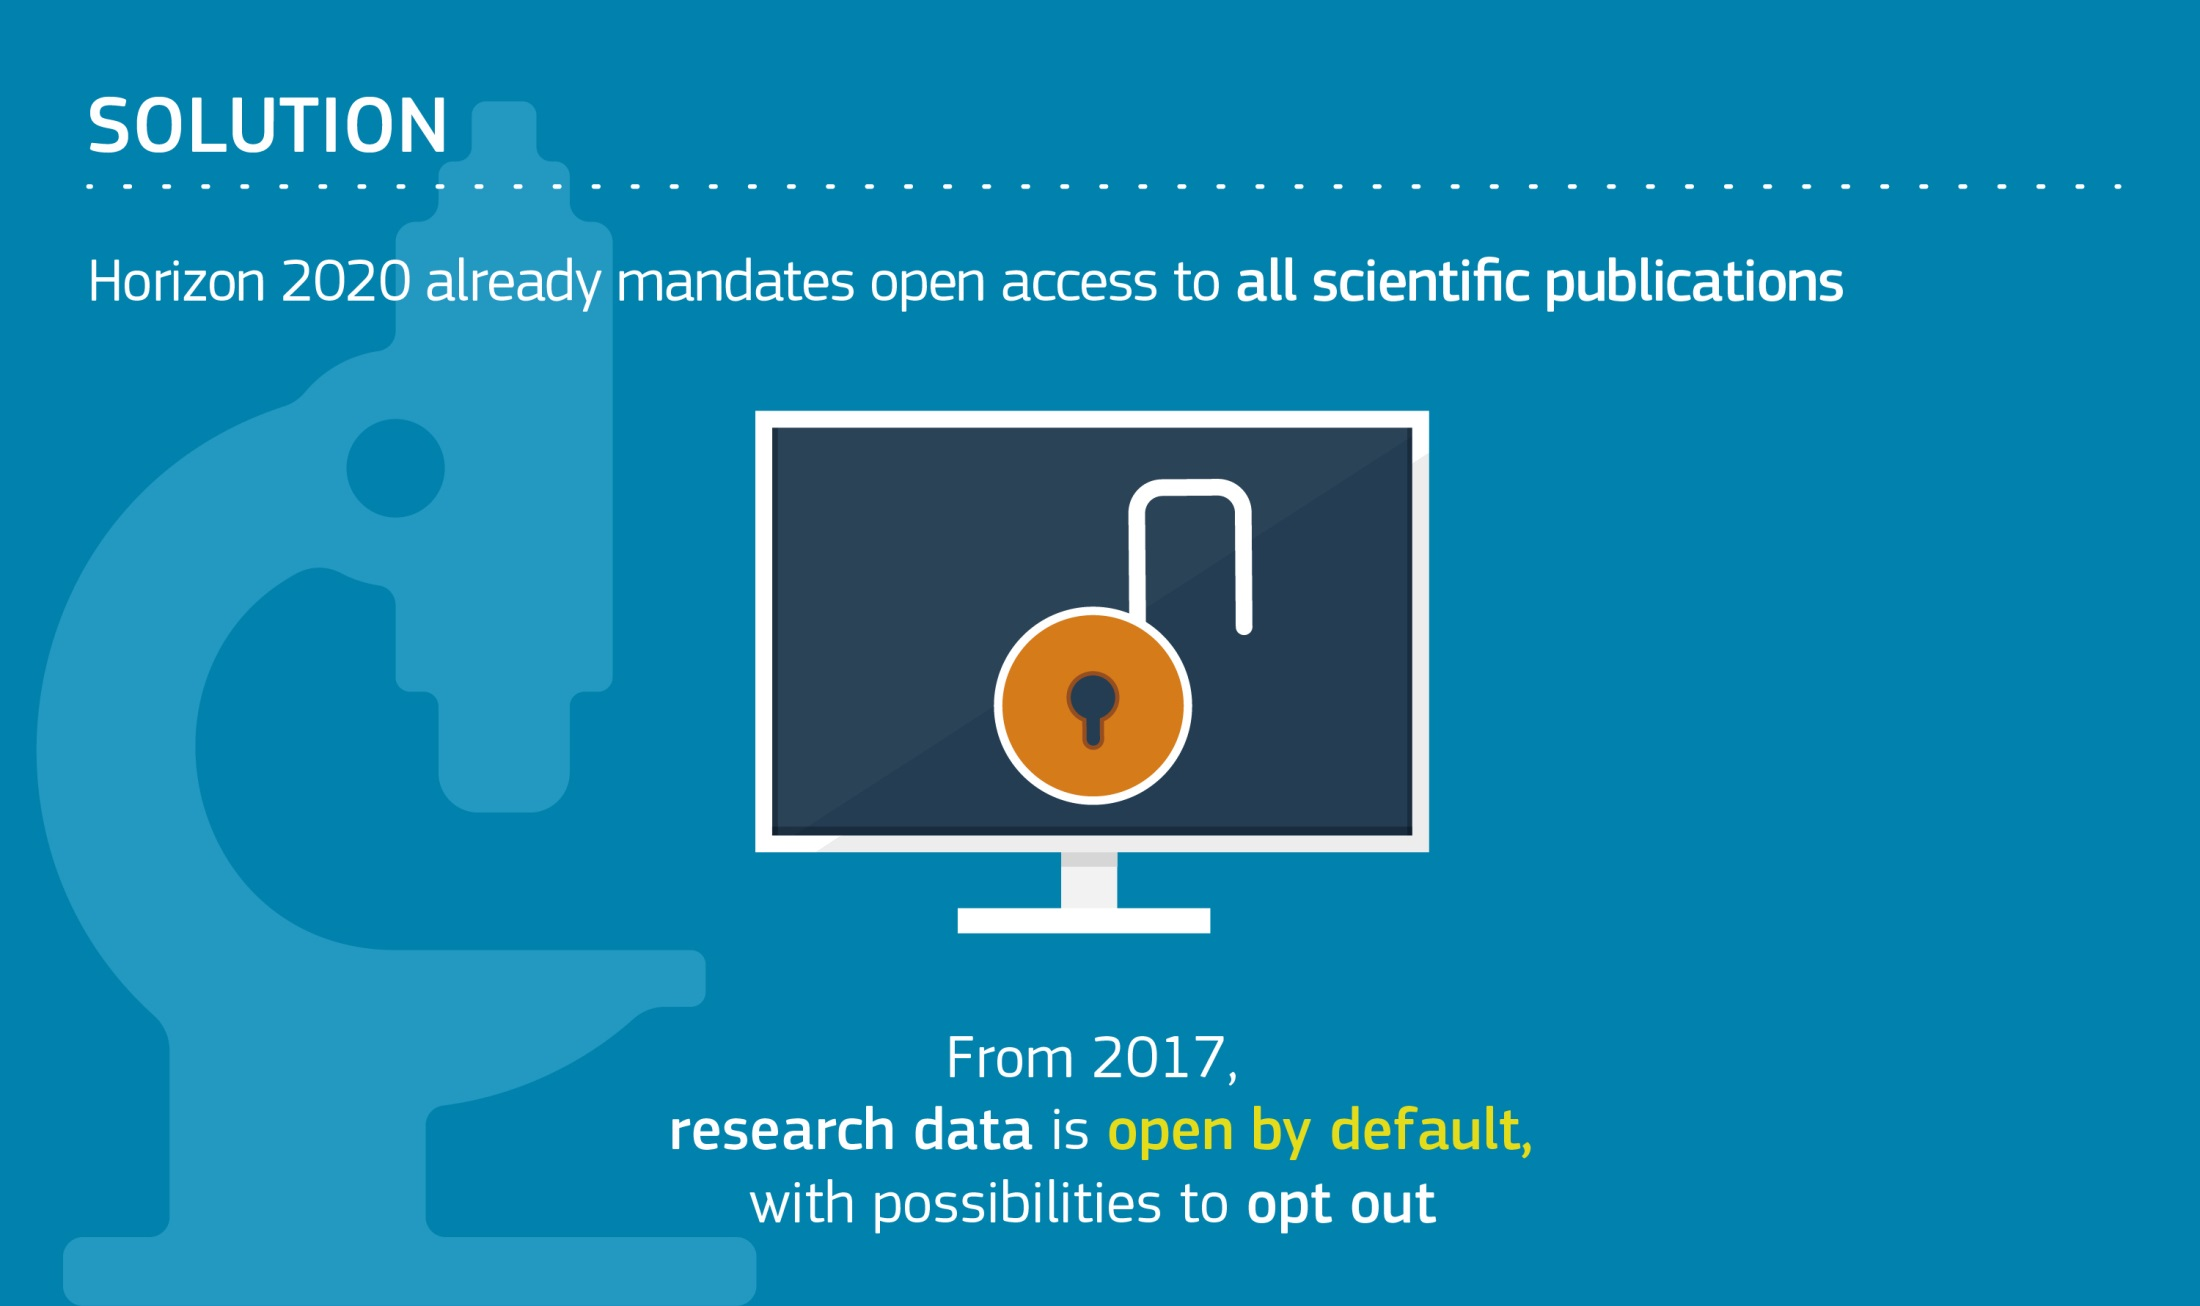 SOLUTION
Horizon 2020 already mandates open access to all scientific publications
From 2017,
research data is open by default,
with possibilities to opt out